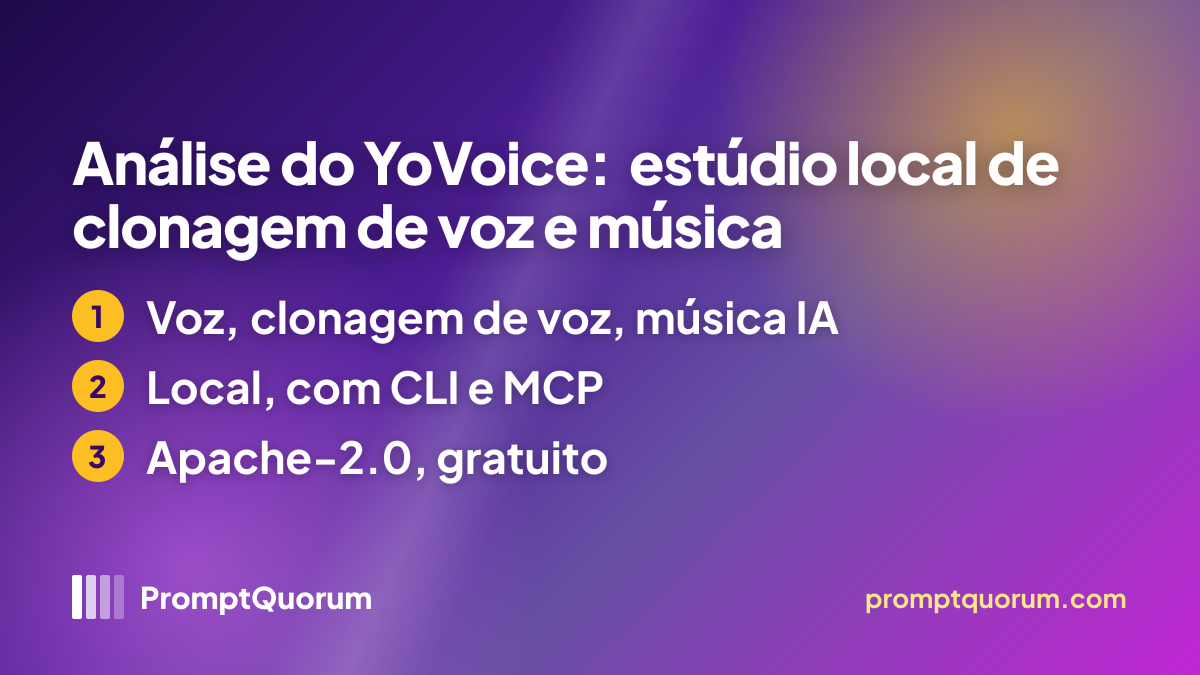 Análise do YoVoice: estúdio local de
clonagem de voz e música
1 Voz, clonagem de voz, música IA
2 Local, com CLI e MCP
3 Apache-2.0, gratuito
PromptQuorum
promptquorum.com